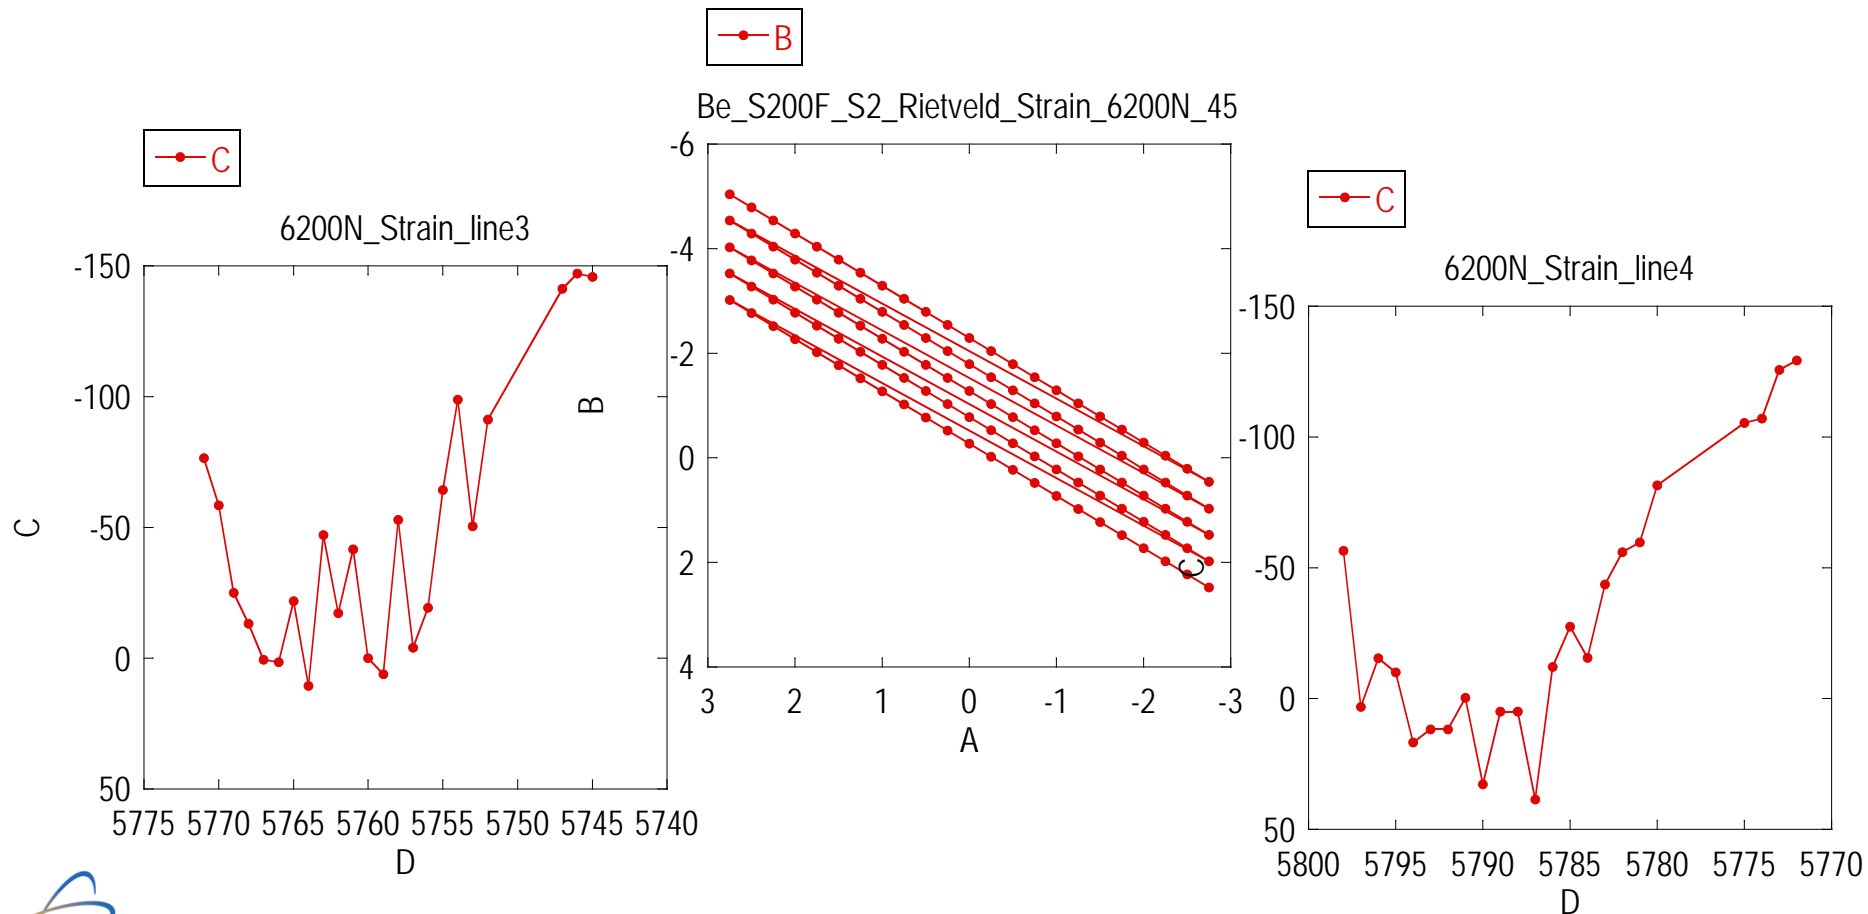 B
Be_S200F_S2_Rietveld_Strain_6200N_45
C
6200N_Strain_line3
-150
-100
-50
0
50
C
5775 5770 5765 5760 5755 5750 5745 5740
D
-6
-4
-2
0
2
4
B
3 2 1 0 -1 -2 -3
A
C
6200N_Strain_line4
-150
-100
-50
0
50
C
5800 5795 5790 5785 5780 5775 5770
D